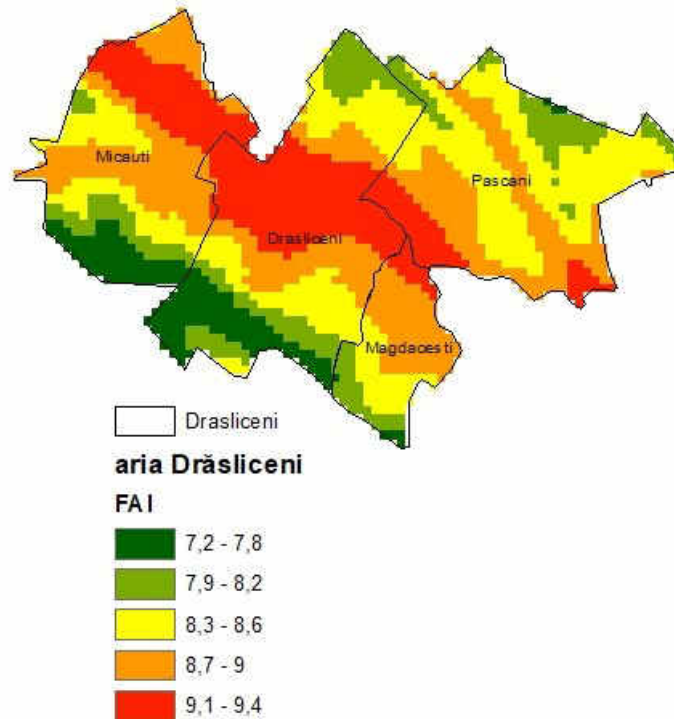 Micauti
Pascani
Drasliceni
Magdacesti
Drasliceni
aria Drăsliceni
FA I
7,2 - 7,8
7,9 - 8,2
8,3 - 8,6
8,7 - 9
9,1 - 9,4